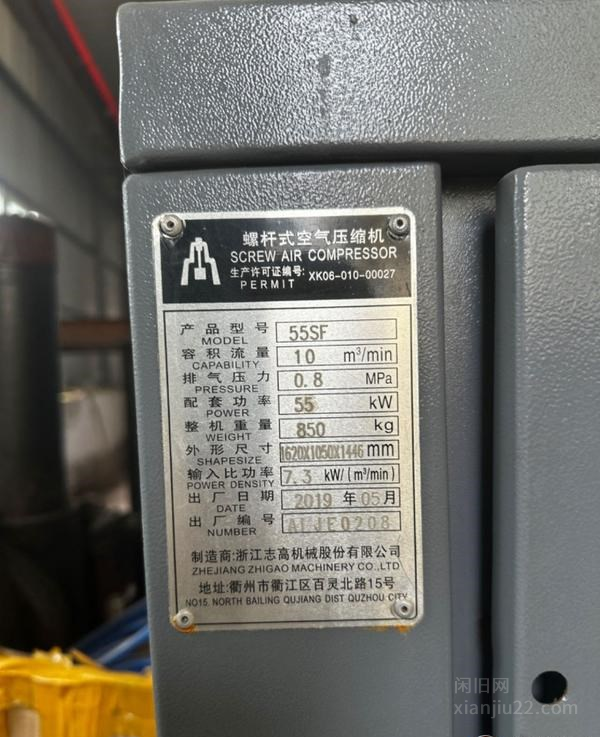 螺杆式空气压缩机
SCREW AIR COMPRESSOR
生产许可证编号: XK06-010-00027
PERMIT
产品型号 55SF
MODEL
容积流量 10 m³/min
CAPABILITY
排气压力 0.8 MPa
PRESSURE
配套功率 55 kW
POWER
整机重量 850 kg
WEIGHT
外形尺寸 1620X1050X1446 mm
SHAPESIZE
输入比功率 7.3 kW/(m³/min)
POWER DENSITY
出厂日期 2019 年 05 月
DATE
出厂编号
NUMBER
制造商:浙江志高机械股份有限公司
ZHEJIANG ZHIGAO MACHINERY CO.,LTD
地址:衢州市衢江区百灵北路15号
NO15. NORTH BAILING QUJIANG DIST QUZHOU CITY
闲旧网
xianjiu22.com